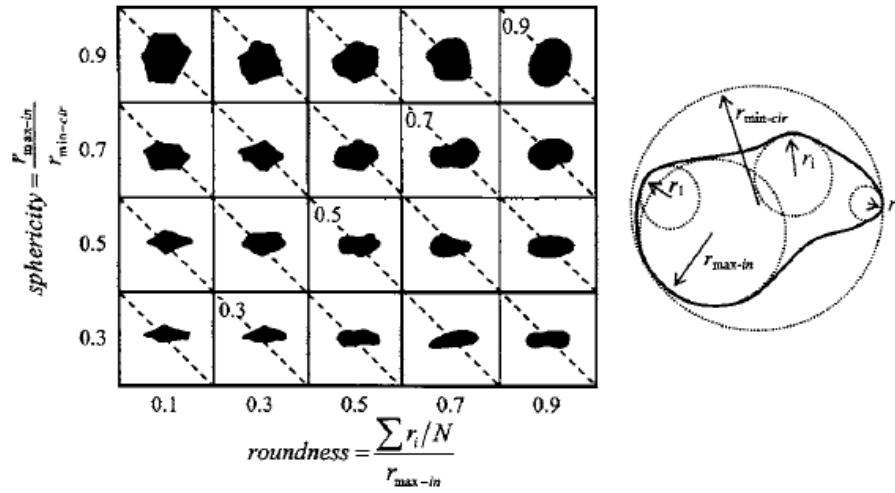 sphericity = r_max-in / r_min-cir
0.9
0.7
0.5
0.3
0.9
0.7
0.5
0.3
0.1 0.3 0.5 0.7 0.9
roundness = ∑ r_i/N / r_max-in
r_min-cir
r_i
r_1
r
r_max-in